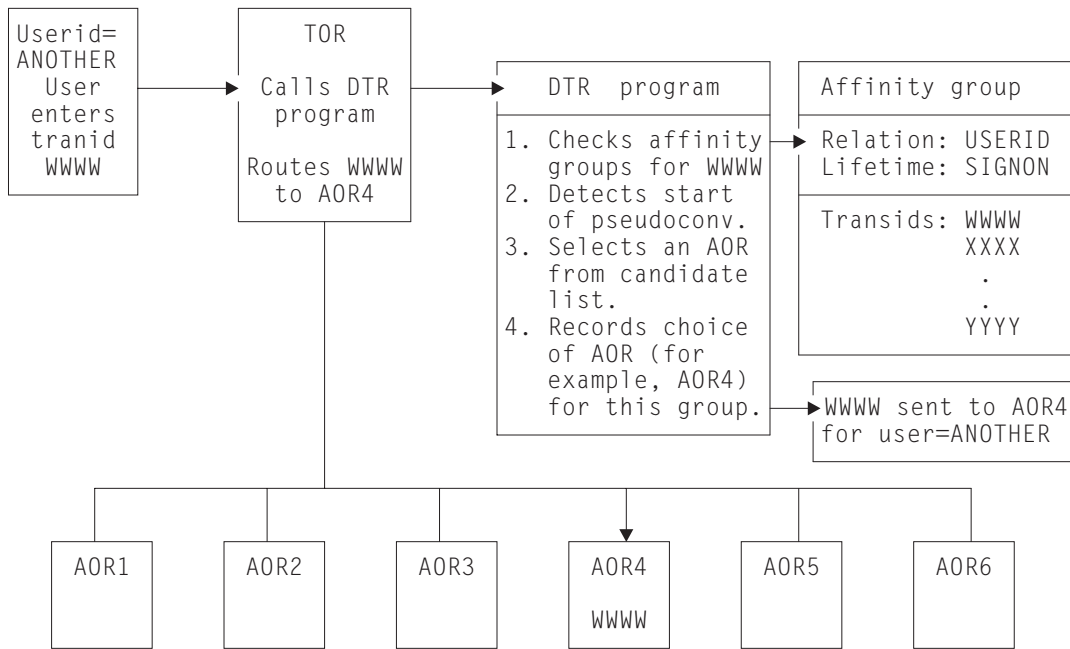 Userid=
ANOTHER
User
enters
tranid
WWWW
TOR
Calls DTR
program
Routes WWWW
to AOR4
DTR program
1. Checks affinity
groups for WWWW
2. Detects start
of pseudoconv.
3. Selects an AOR
from candidate
list.
4. Records choice
of AOR (for
example, AOR4)
for this group.
Affinity group
Relation: USERID
Lifetime: SIGNON
Transids: WWWW
XXXX
.
.
YYYY
WWWW sent to AOR4
for user=ANOTHER
AOR1
AOR2
AOR3
AOR4
WWWW
AOR5
AOR6